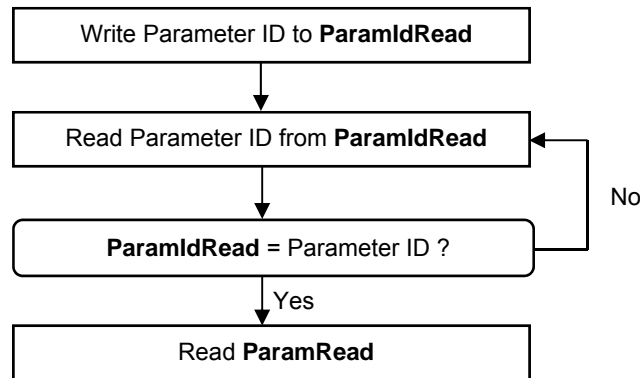 Write Parameter ID to ParamIdRead
Read Parameter ID from ParamIdRead
No
ParamIdRead = Parameter ID ?
Yes
Read ParamRead